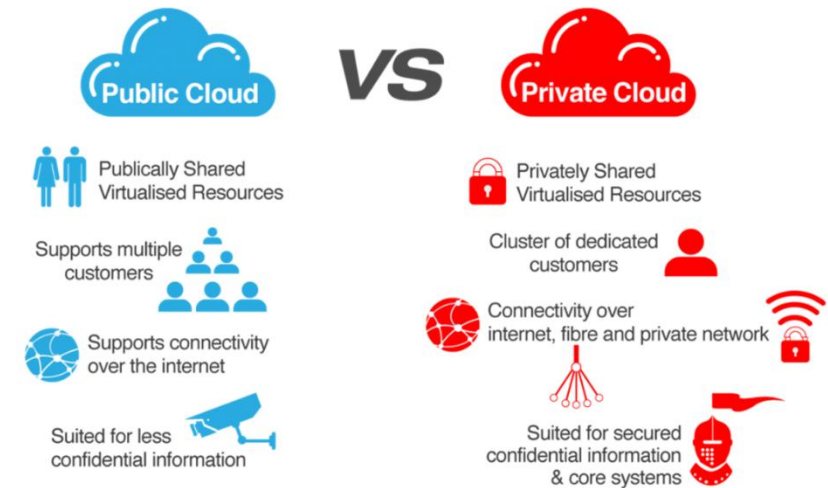 Public Cloud
VS
Private Cloud
Publically Shared
Virtualised Resources
Supports multiple
customers
Supports connectivity
over the internet
Suited for less
confidential information
Privately Shared
Virtualised Resources
Cluster of dedicated
customers
Connectivity over
internet, fibre and private network
Suited for secured
confidential information
& core systems